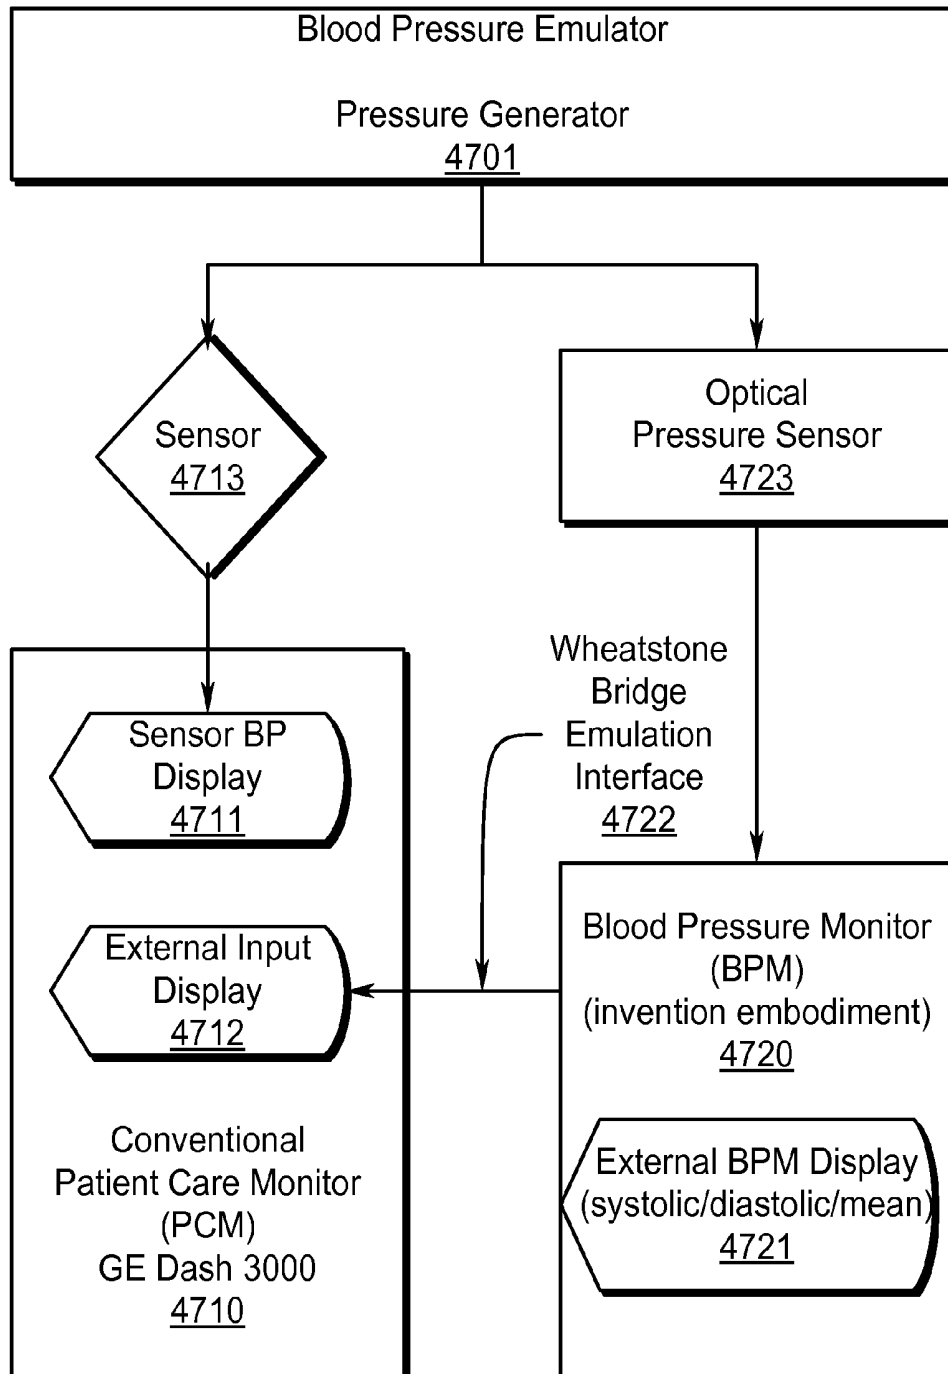 Blood Pressure Emulator
Pressure Generator
4701
Sensor
4713
Optical
Pressure Sensor
4723
Wheatstone
Bridge
Emulation
Interface
4722
Sensor BP
Display
4711
External Input
Display
4712
Conventional
Patient Care Monitor
(PCM)
GE Dash 3000
4710
Blood Pressure Monitor
(BPM)
(invention embodiment)
4720
External BPM Display
(systolic/diastolic/mean)
4721